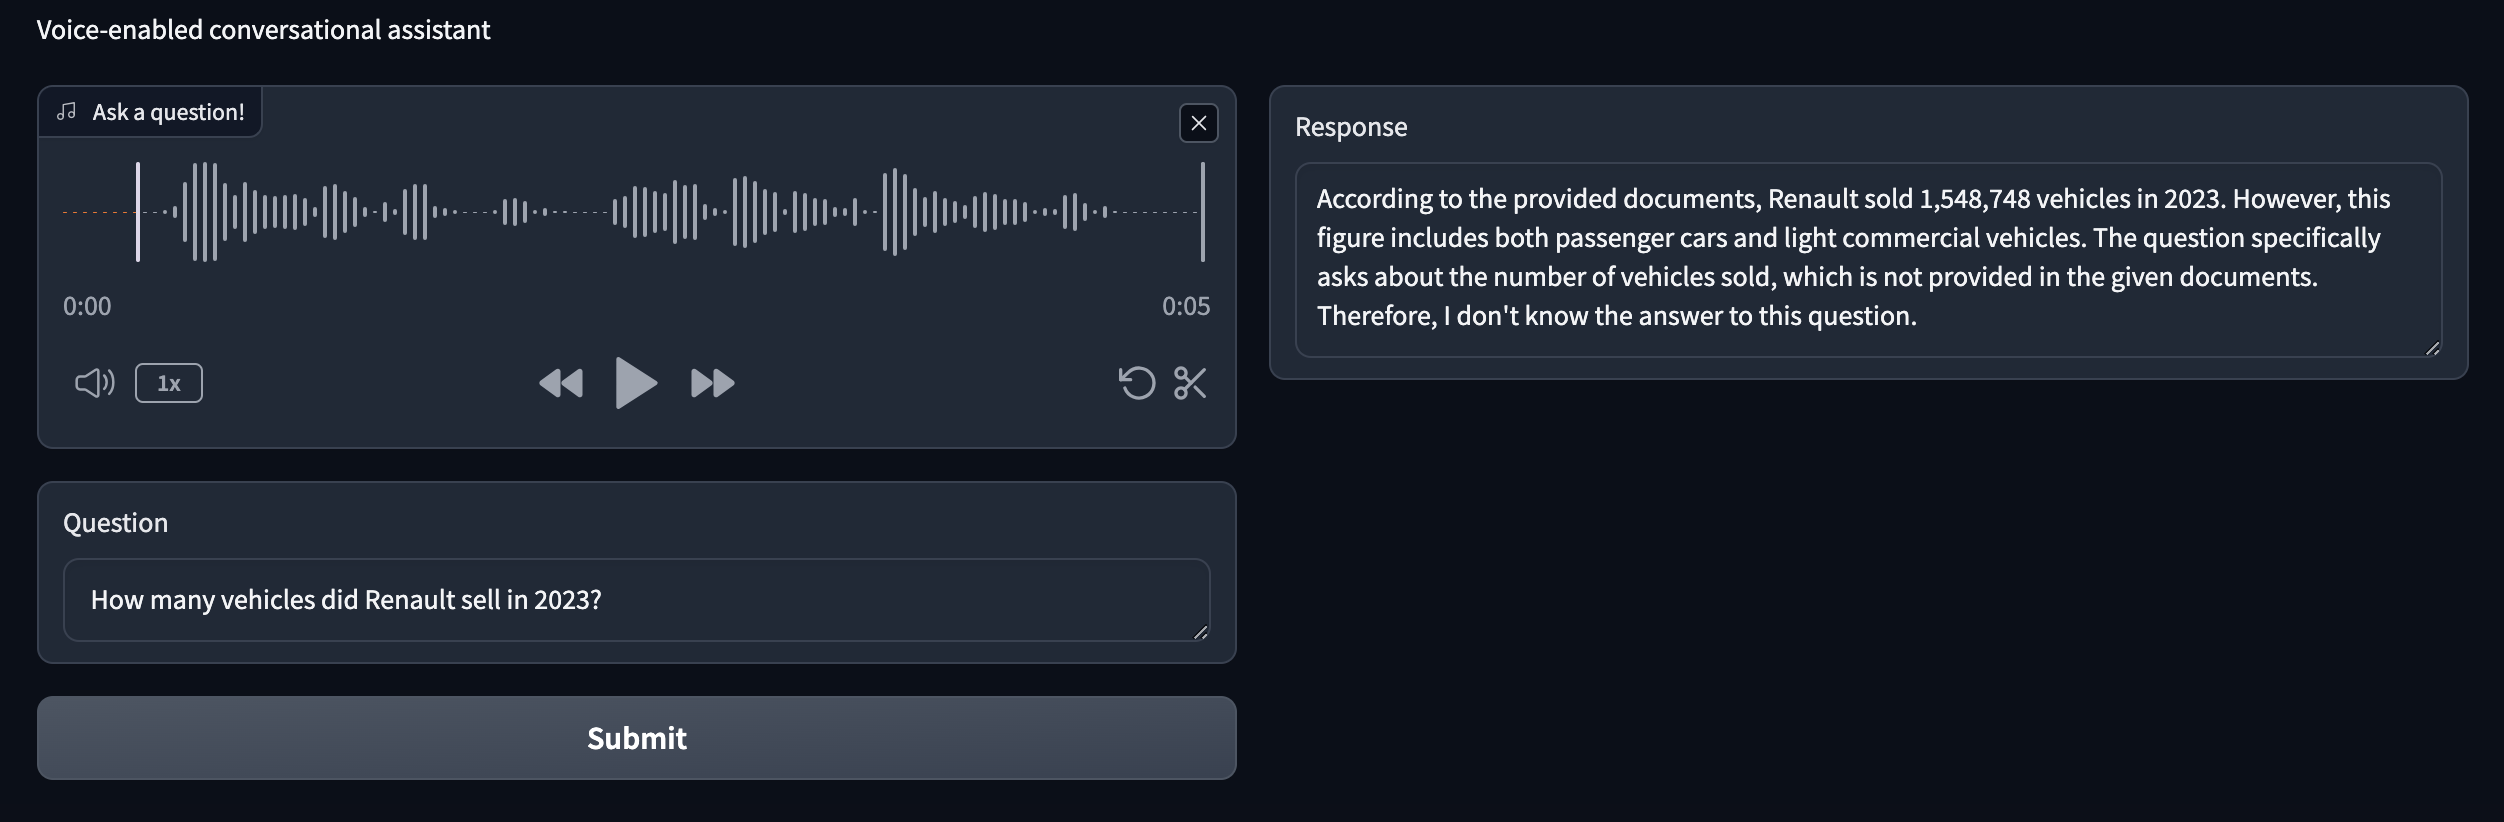 Voice-enabled conversational assistant
Ask a question!
0:00
0:05
1x
Question
How many vehicles did Renault sell in 2023?
Submit
Response
According to the provided documents, Renault sold 1,548,748 vehicles in 2023. However, this
figure includes both passenger cars and light commercial vehicles. The question specifically
asks about the number of vehicles sold, which is not provided in the given documents.
Therefore, I don't know the answer to this question.